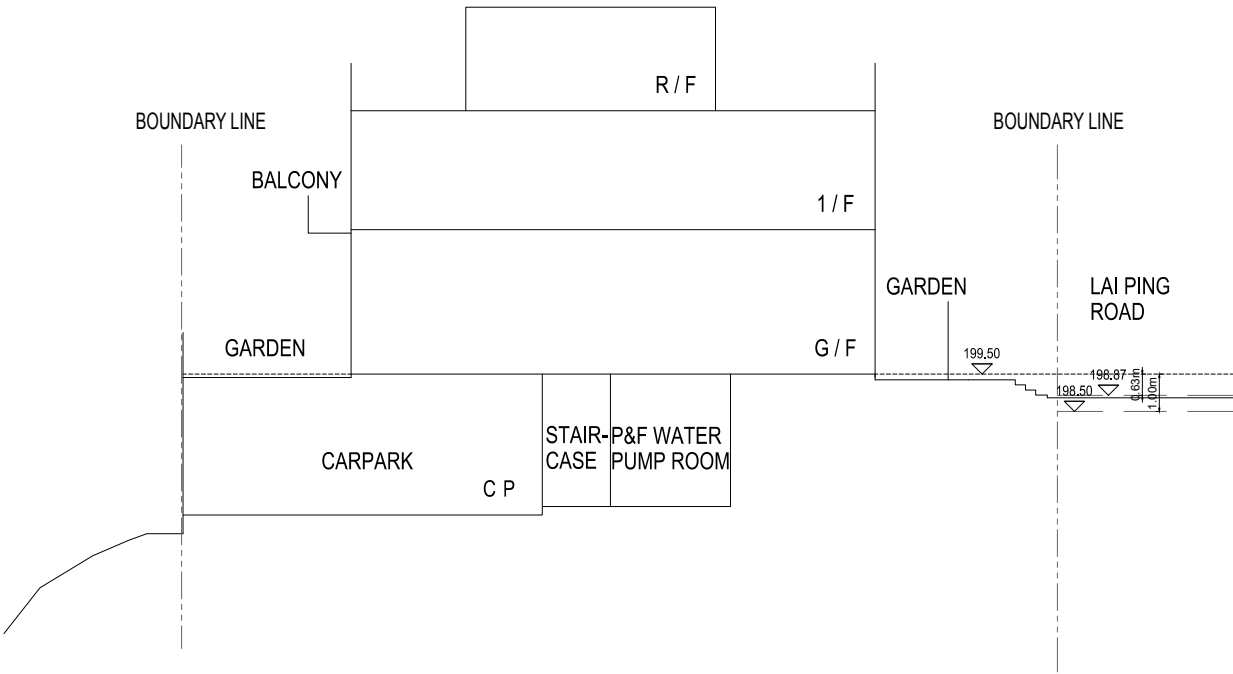 R / F
BOUNDARY LINE
BOUNDARY LINE
BALCONY
1 / F
GARDEN
LAI PING
ROAD
GARDEN
G / F
199.50
198.87
198.50
0.63m
1.00m
STAIR-
CASE
P&F WATER
PUMP ROOM
CARPARK
C P